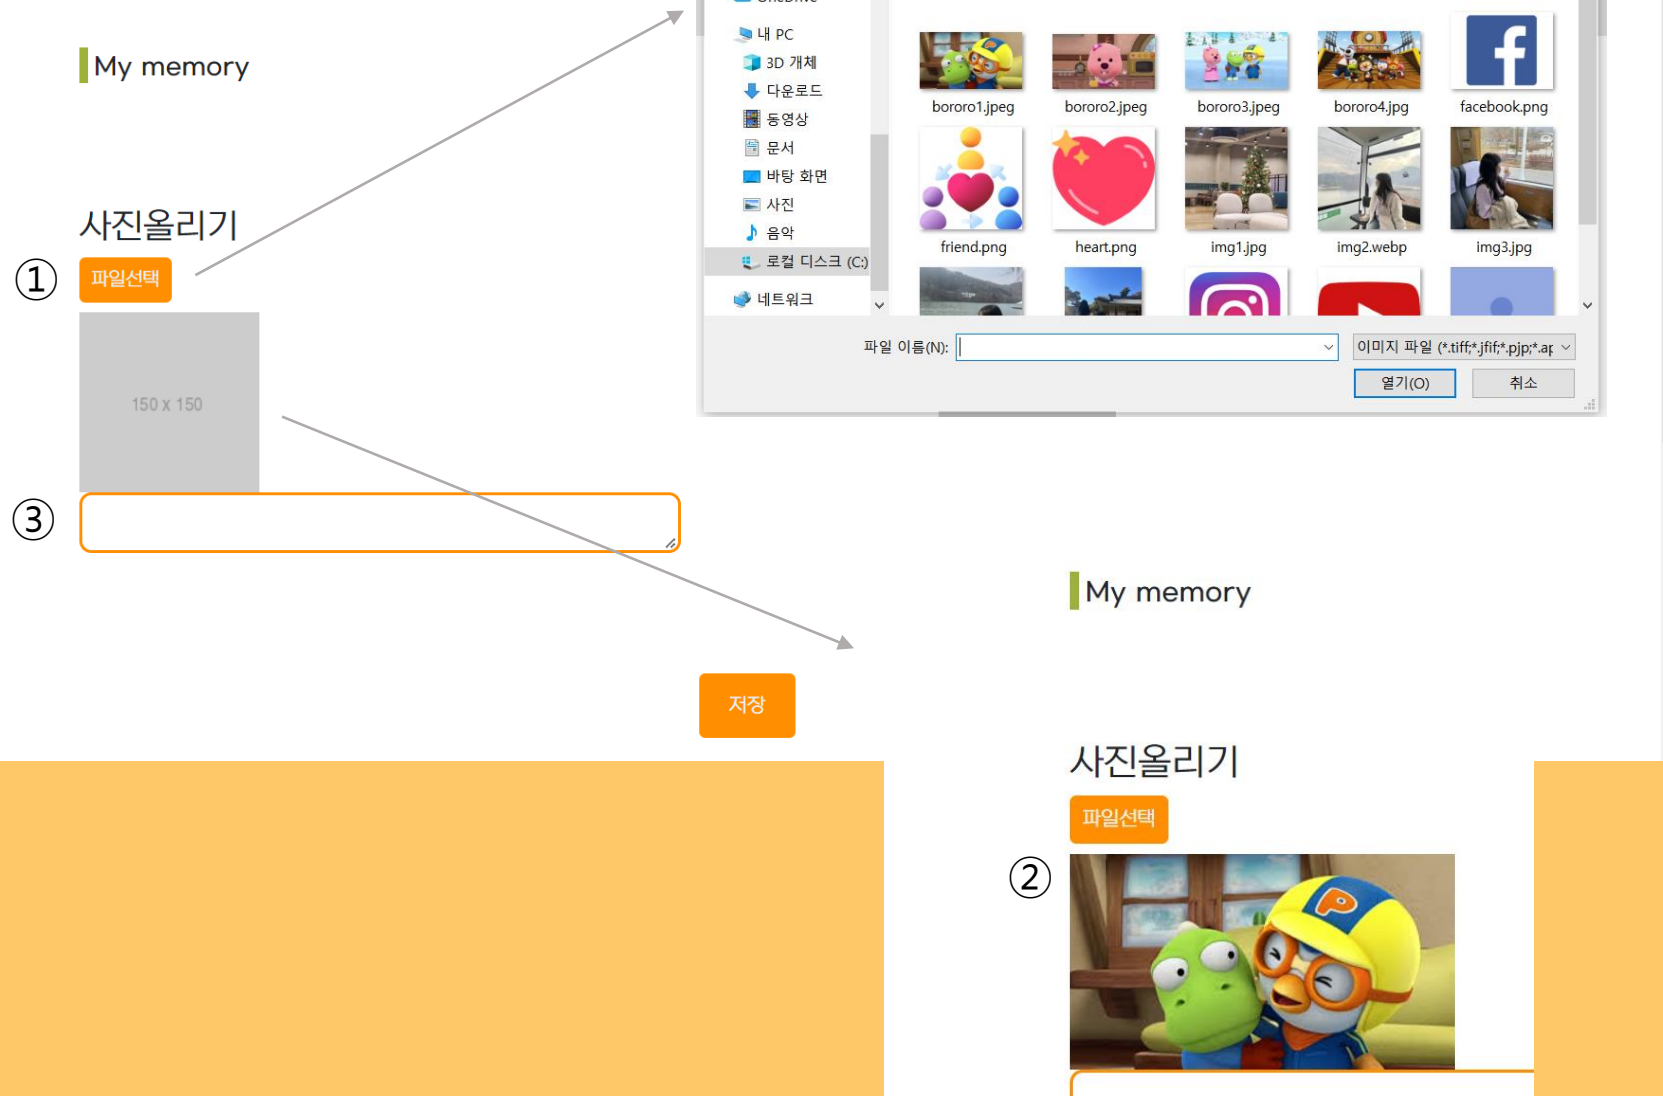 My memory
사진올리기
①
파일선택
150 x 150
③
저장
내 PC
3D 개체
다운로드
동영상
문서
바탕 화면
사진
음악
로컬 디스크 (C:)
네트워크
bororo1.jpeg
bororo2.jpeg
bororo3.jpeg
bororo4.jpg
facebook.png
friend.png
heart.png
img1.jpg
img2.webp
img3.jpg
파일 이름(N):
이미지 파일 (*.tiff;*.jfif;*.pjp;*.ap
열기(O)
취소
My memory
사진올리기
파일선택
②
P